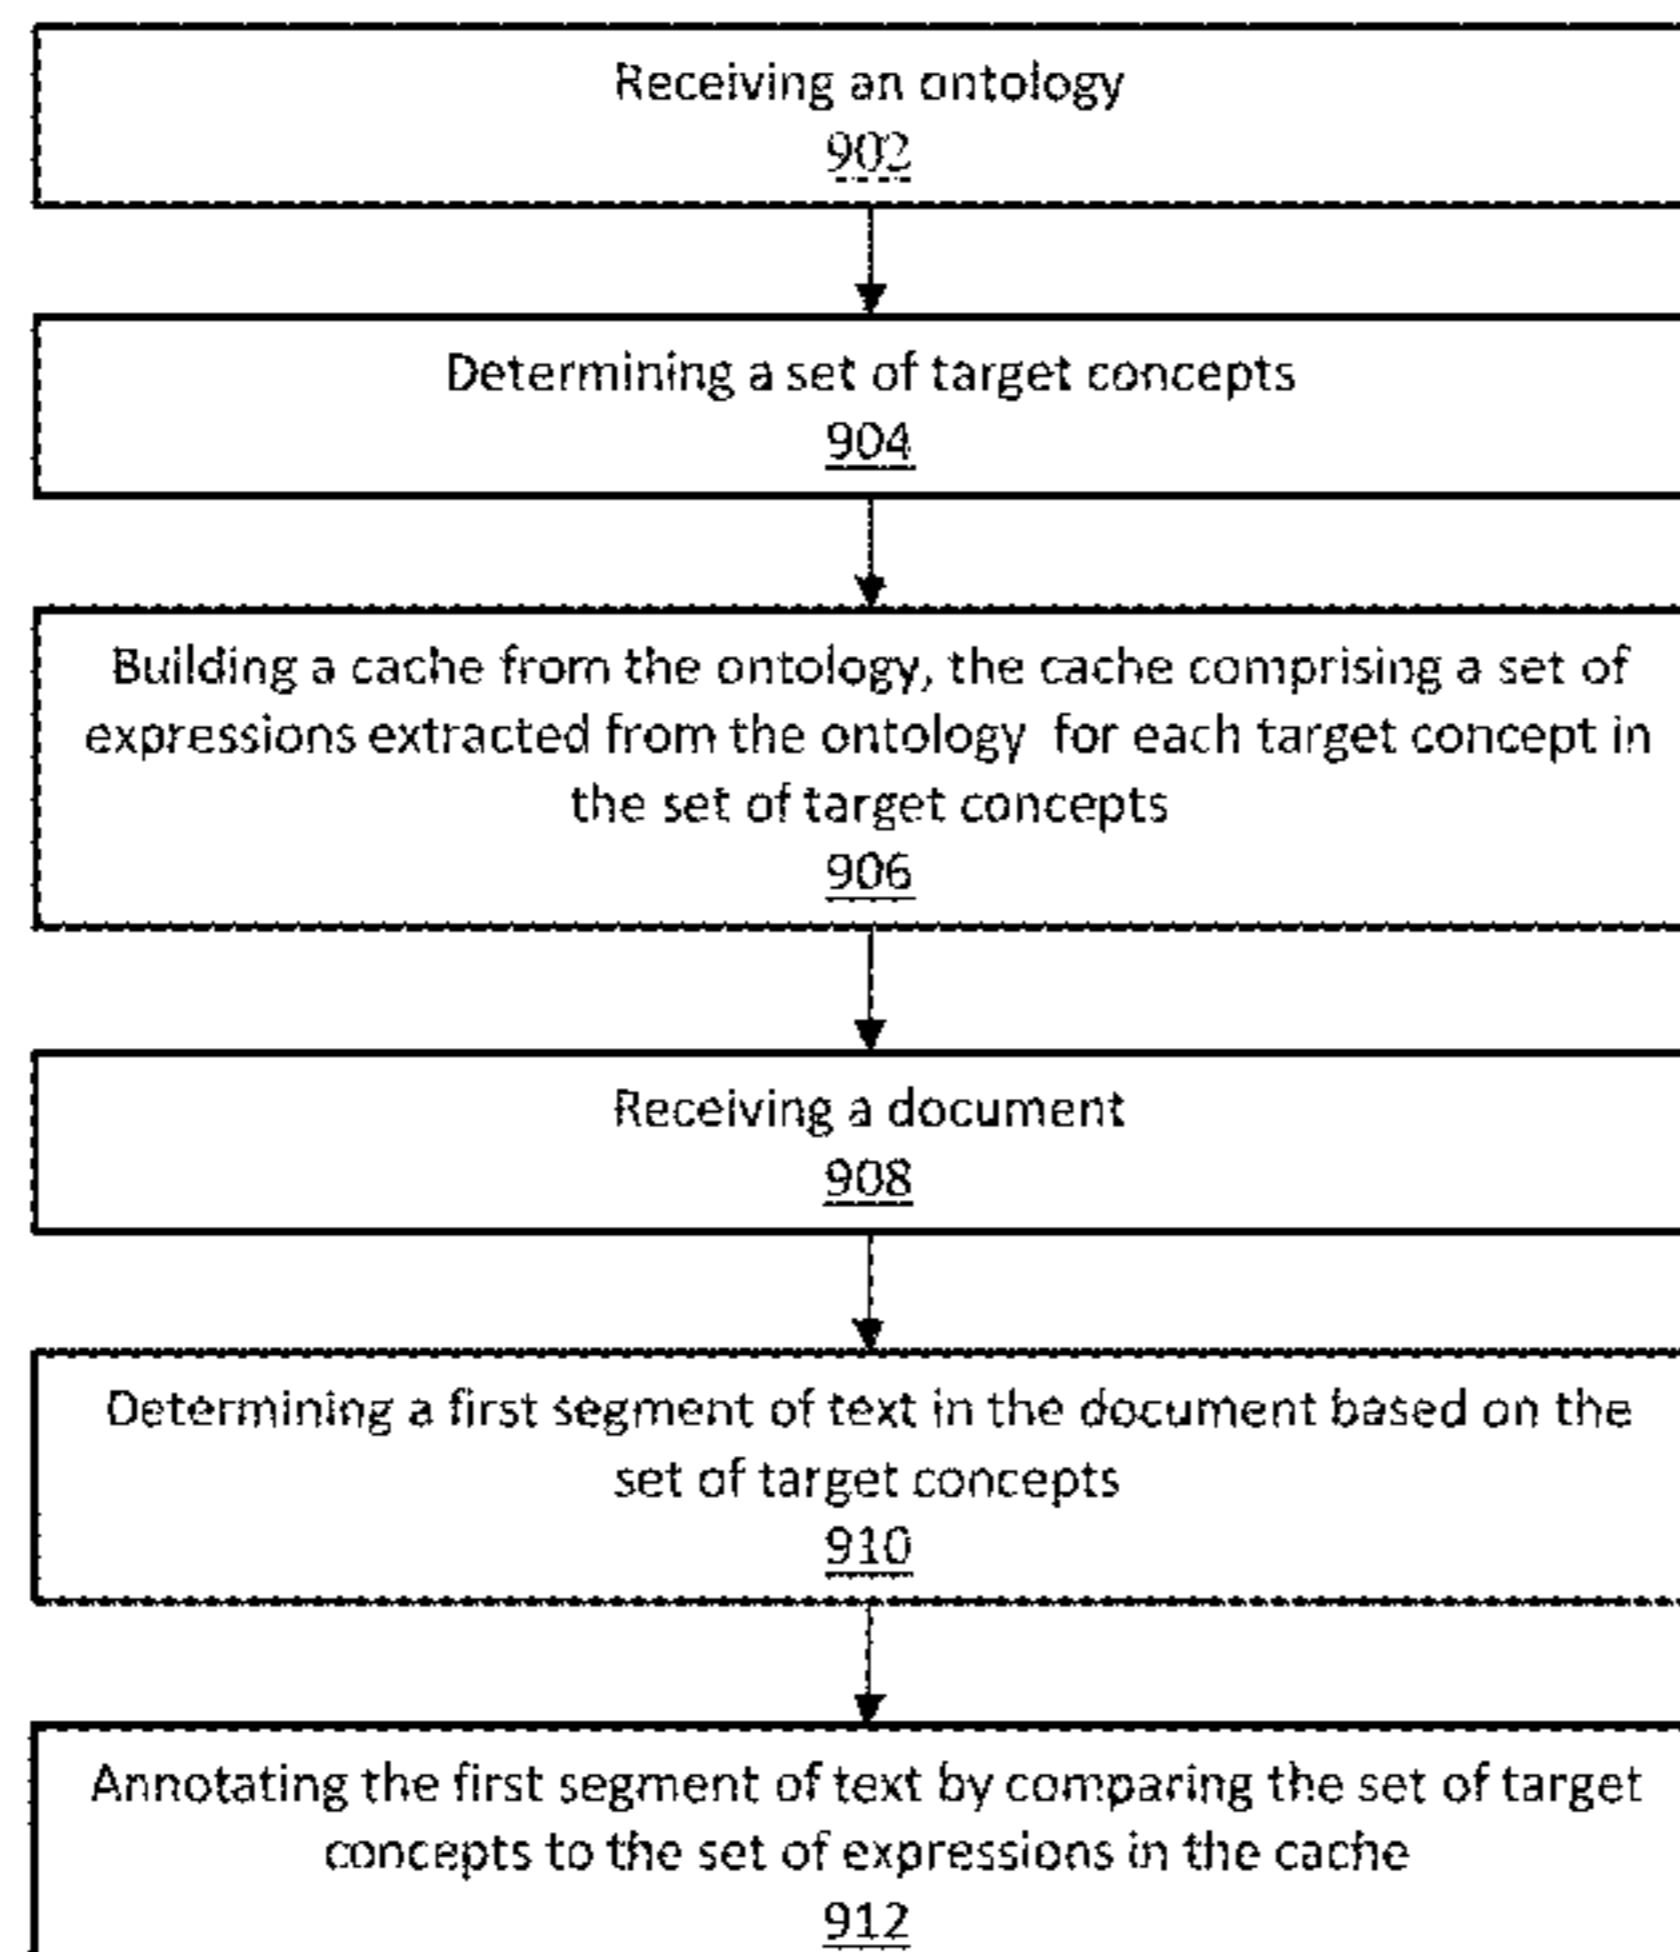 Receiving an ontology
902
Determining a set of target concepts
904
Building a cache from the ontology, the cache comprising a set of
expressions extracted from the ontology for each target concept in
the set of target concepts
906
Receiving a document
908
Determining a first segment of text in the document based on the
set of target concepts
910
Annotating the first segment of text by comparing the set of target
concepts to the set of expressions in the cache
912